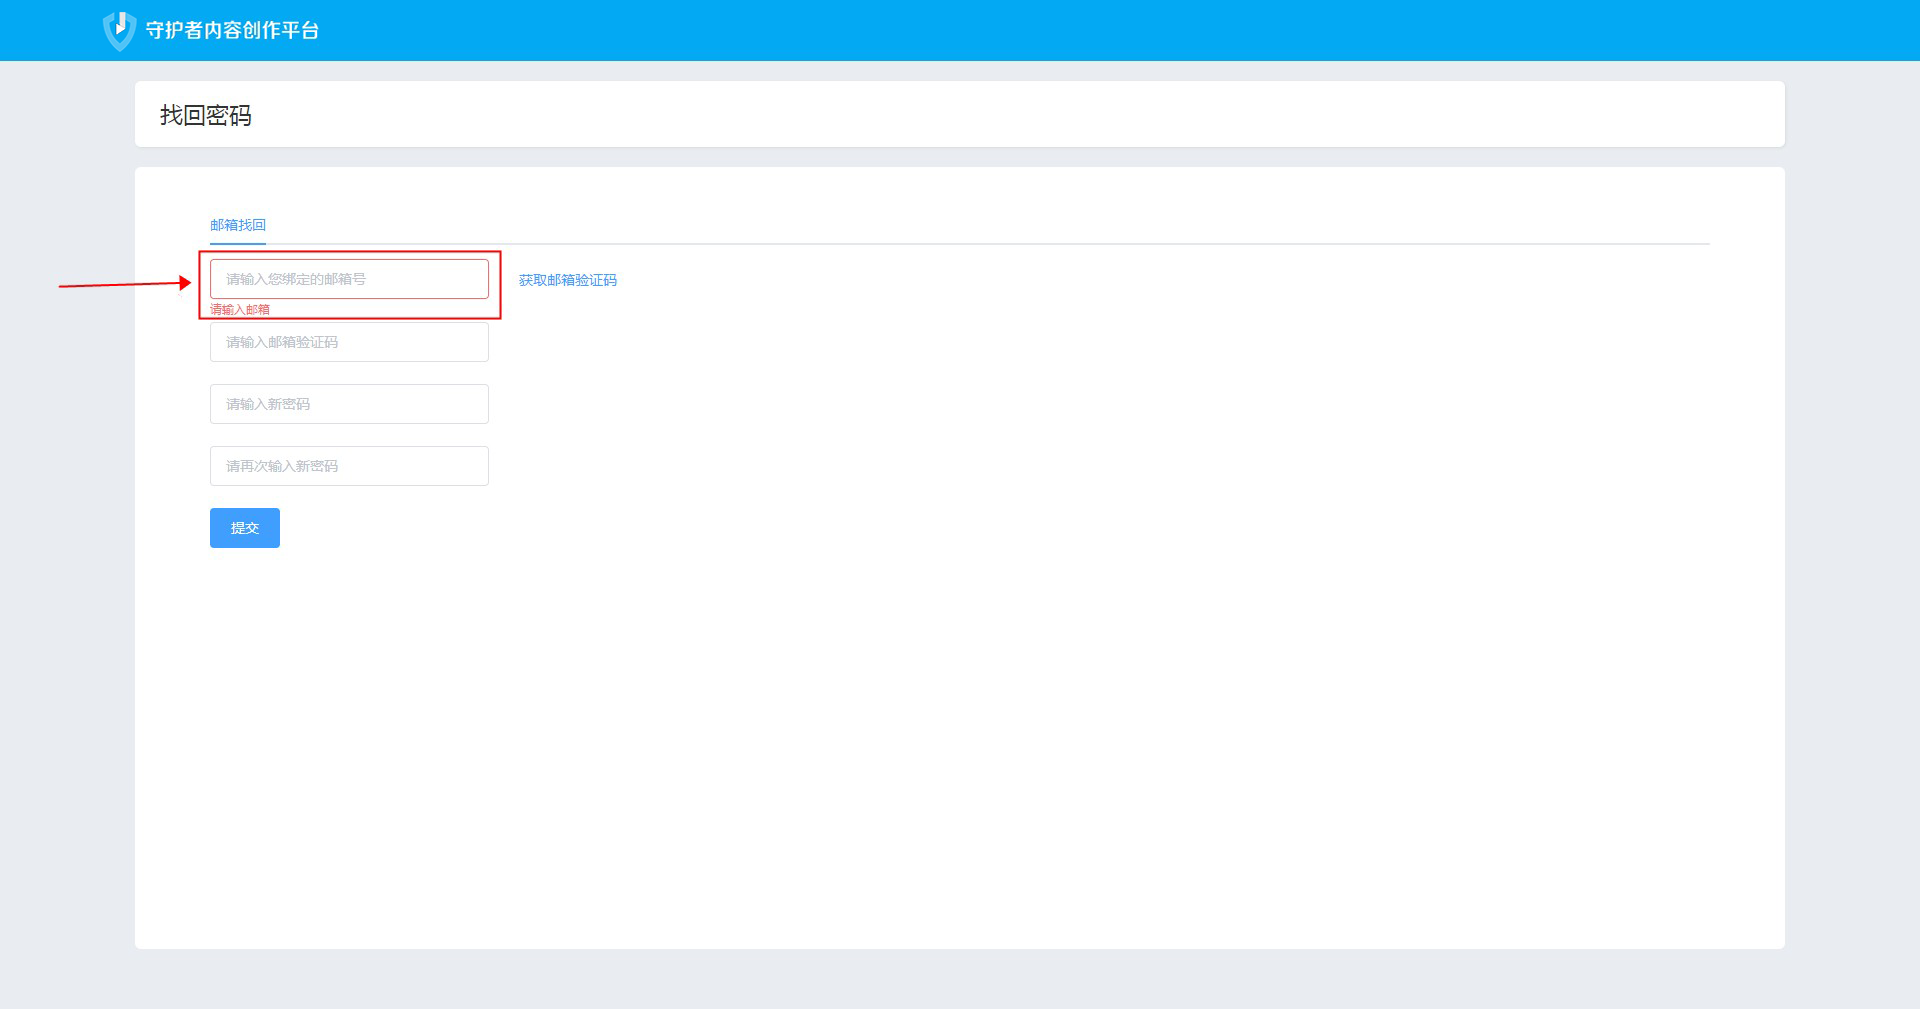 守护者内容创作平台
找回密码
邮箱找回
请输入您绑定的邮箱号
获取邮箱验证码
请输入邮箱
请输入邮箱验证码
请输入新密码
请再次输入新密码
提交